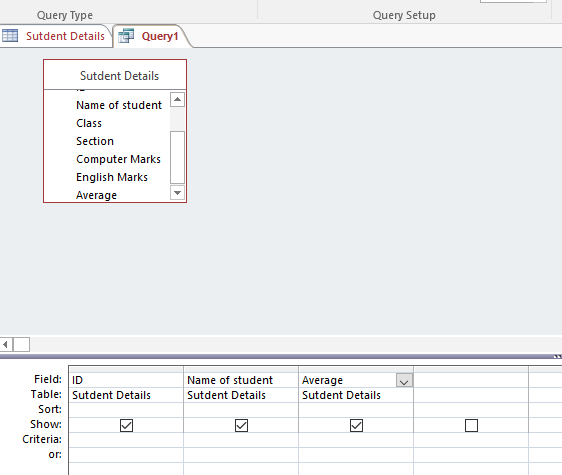 Query Type Query Setup
Sutdent Details Query1
Sutdent Details
Name of student
Class
Section
Computer Marks
English Marks
Average
Field: ID Name of student Average
Table: Sutdent Details Sutdent Details Sutdent Details
Sort:
Show:
Criteria:
or: